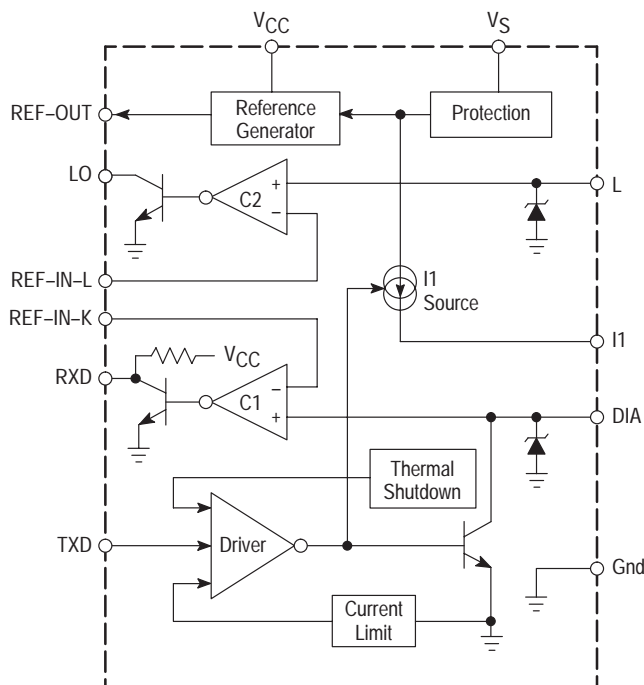 VCC
VS
REF–OUT
Reference
Generator
Protection
LO
+
–
C2
L
REF–IN–L
I1
Source
REF–IN–K
I1
RXD
VCC
–
+
C1
DIA
Thermal
Shutdown
TXD
Driver
Gnd
Current
Limit